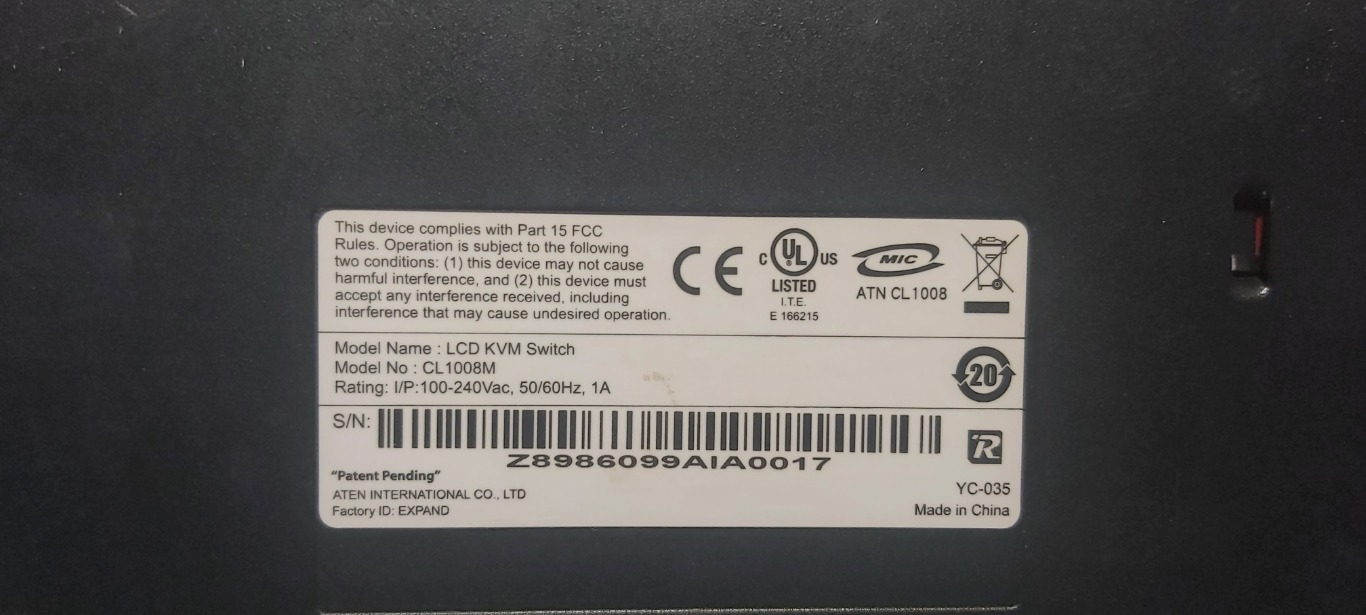 This device complies with Part 15 FCC
Rules. Operation is subject to the following
two conditions: (1) this device may not cause
harmful interference, and (2) this device must
accept any interference received, including
interference that may cause undesired operation.
CE
C UL ® US
LISTED
I.T.E.
E 166215
MIC
ATN CL1008
Model Name : LCD KVM Switch
Model No : CL1008M
Rating: I/P:100-240Vac, 50/60Hz, 1A
20
S/N:
Z8986099AIA0017
"Patent Pending"
ATEN INTERNATIONAL CO., LTD
Factory ID: EXPAND
R
YC-035
Made in China